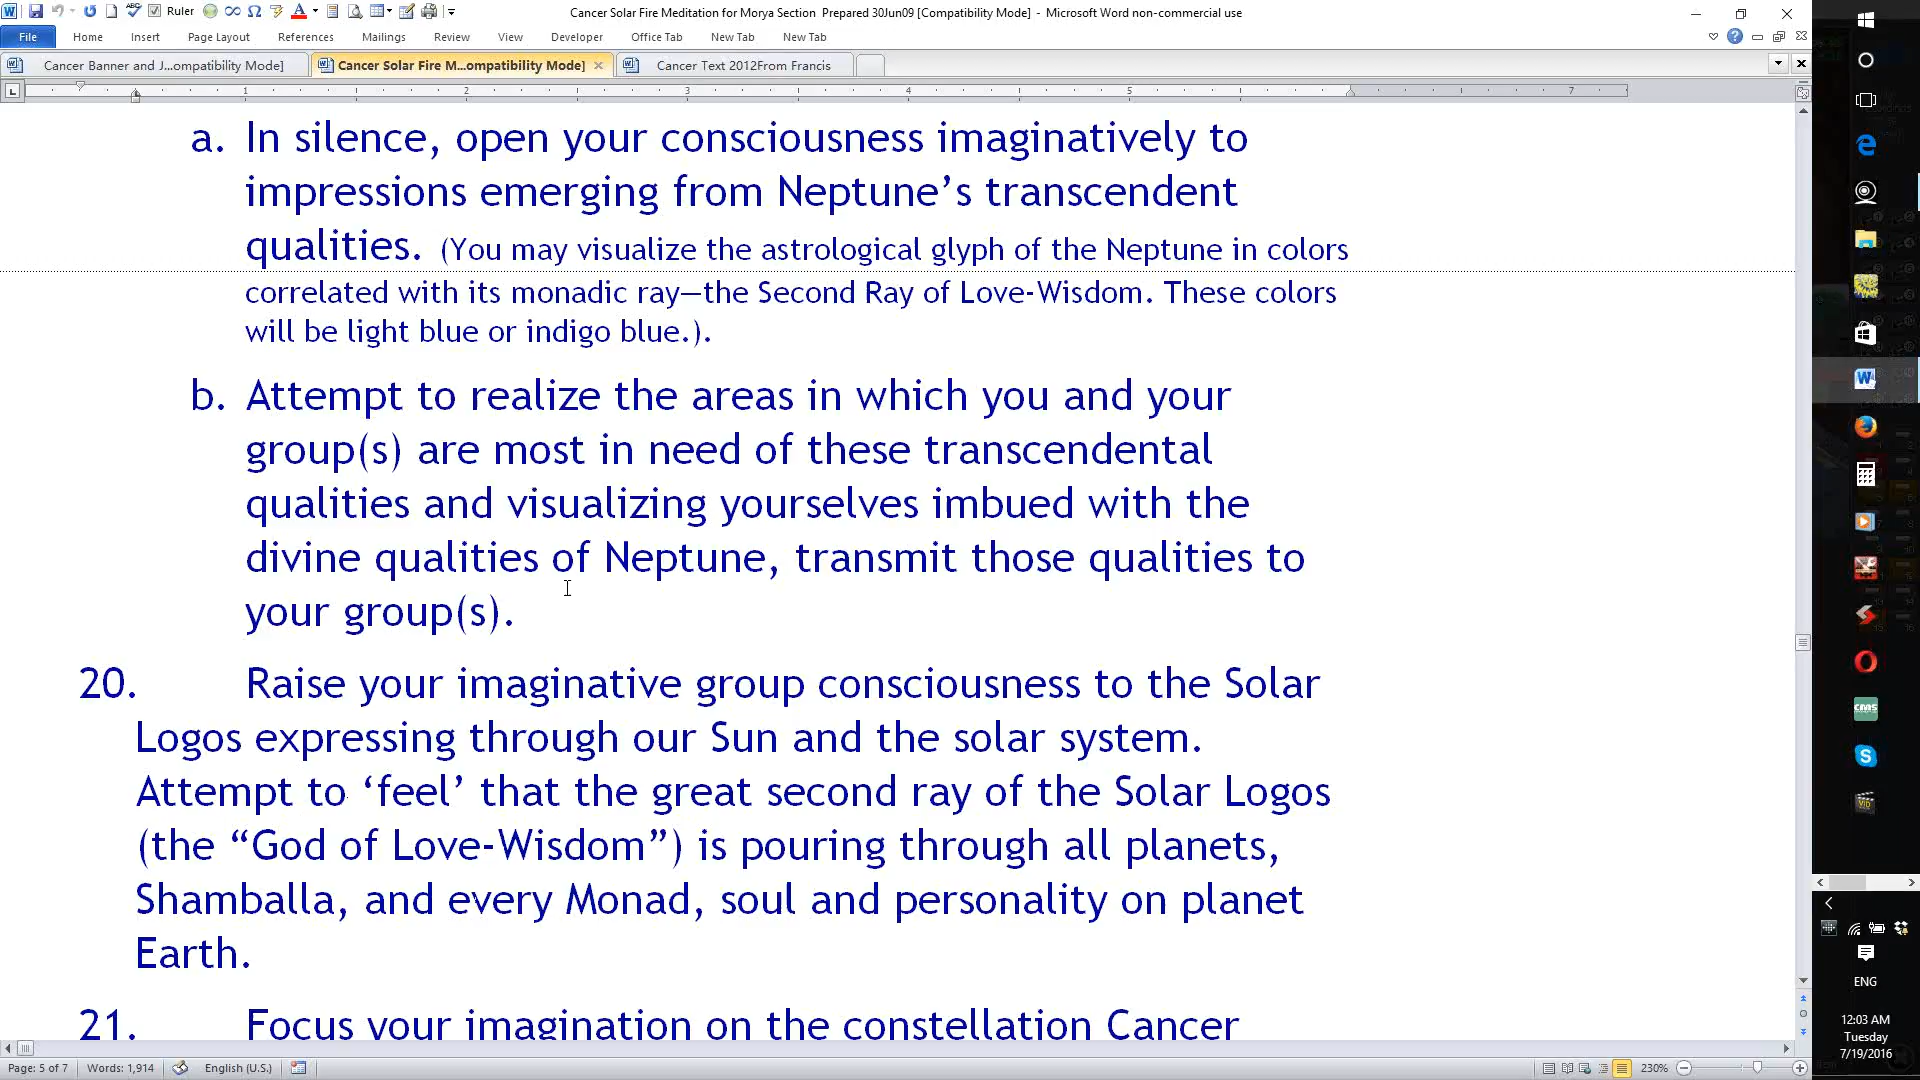 Ruler
Cancer Solar Fire Meditation for Morya Section  Prepared 30Jun09 [Compatibility Mode]  -  Microsoft Word non-commercial use
File Home Insert Page Layout References Mailings Review View Developer Office Tab New Tab New Tab
Cancer Banner and J...ompatibility Mode] Cancer Solar Fire M...ompatibility Mode] Cancer Text 2012From Francis
1 2 3 4 5 7
a. In silence, open your consciousness imaginatively to
impressions emerging from Neptune’s transcendent
qualities. (You may visualize the astrological glyph of the Neptune in colors
correlated with its monadic ray—the Second Ray of Love-Wisdom. These colors
will be light blue or indigo blue.).
b. Attempt to realize the areas in which you and your
group(s) are most in need of these transcendental
qualities and visualizing yourselves imbued with the
divine qualities of Neptune, transmit those qualities to
your group(s).
20. Raise your imaginative group consciousness to the Solar
Logos expressing through our Sun and the solar system.
Attempt to ‘feel’ that the great second ray of the Solar Logos
(the “God of Love-Wisdom”) is pouring through all planets,
Shamballa, and every Monad, soul and personality on planet
Earth.
21. Focus your imagination on the constellation Cancer
Page: 5 of 7 Words: 1,914 English (U.S.) 230%
ENG
12:03 AM
Tuesday
7/19/2016